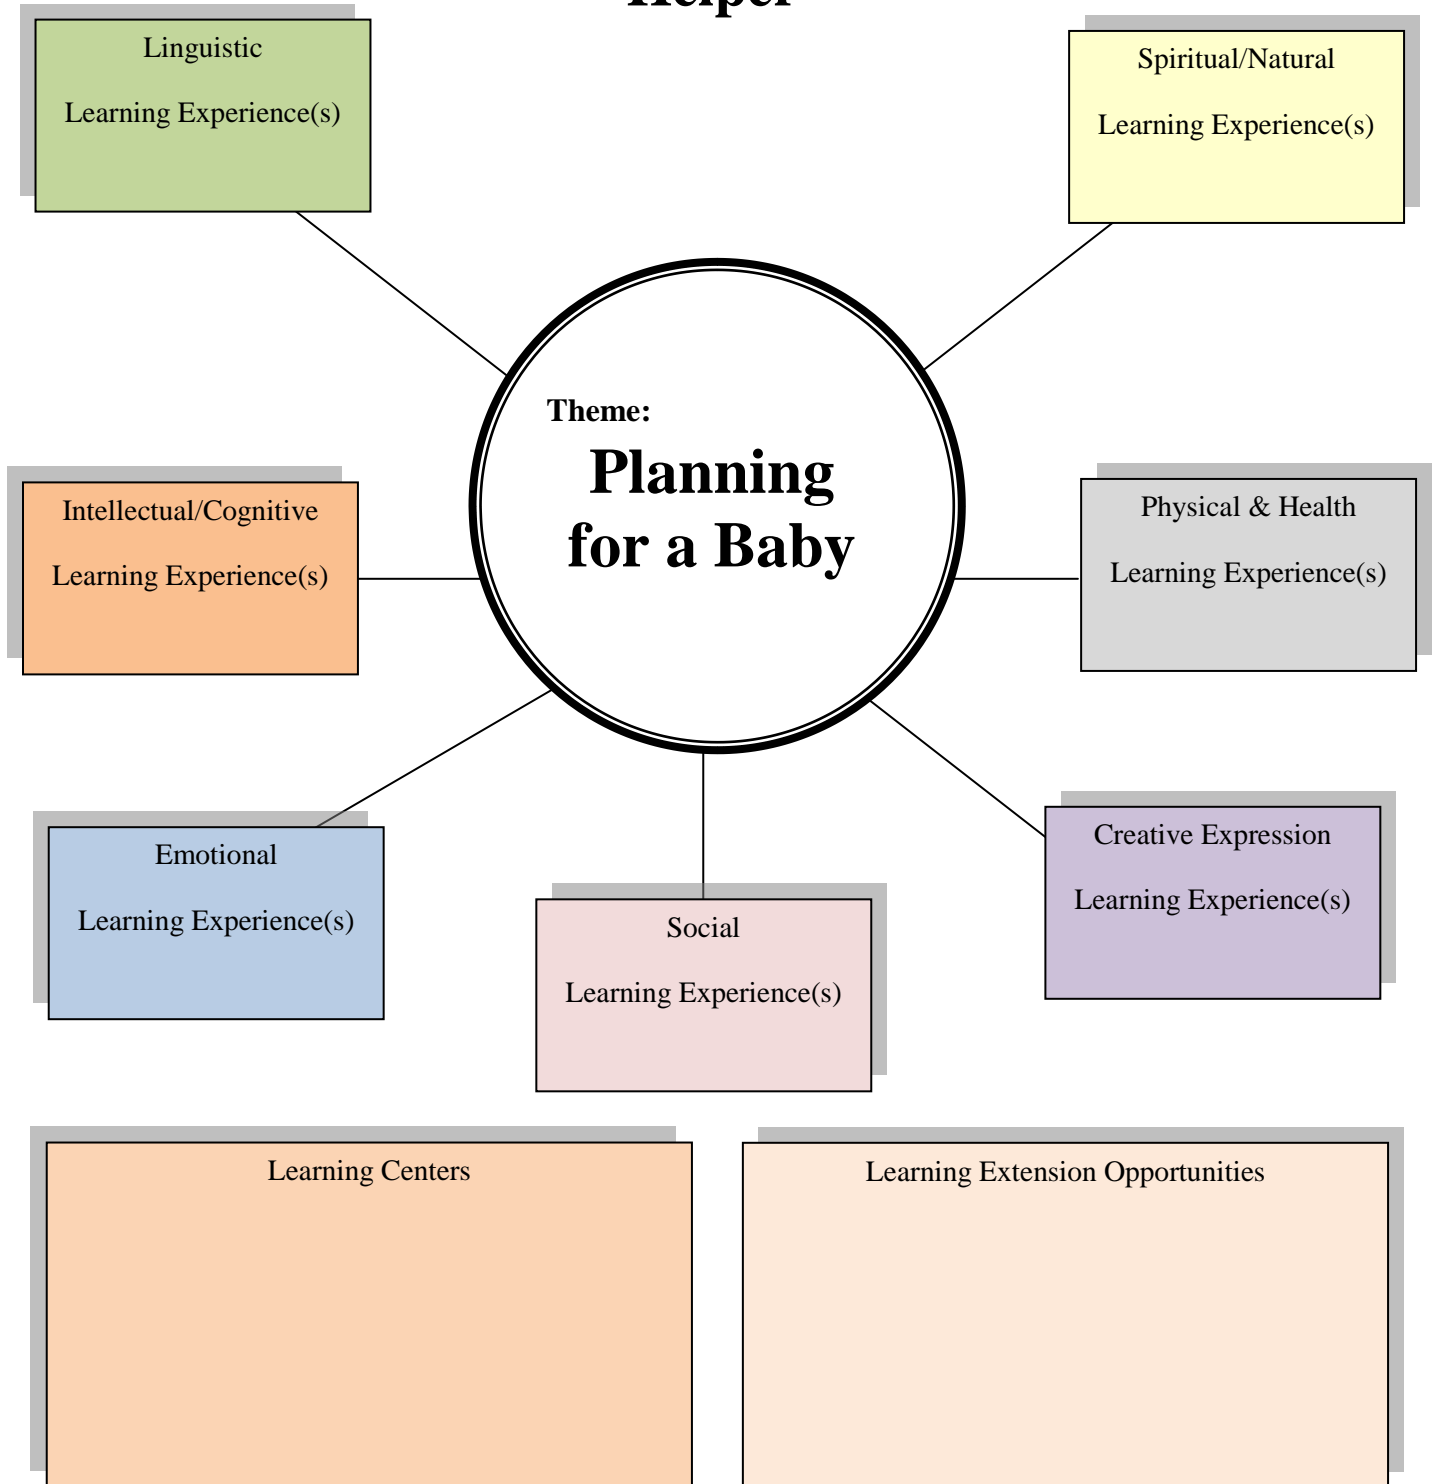 Helper
Linguistic
Learning Experience(s)
Spiritual/Natural
Learning Experience(s)
Theme:
Planning
for a Baby
Intellectual/Cognitive
Learning Experience(s)
Physical & Health
Learning Experience(s)
Emotional
Learning Experience(s)
Social
Learning Experience(s)
Creative Expression
Learning Experience(s)
Learning Centers
Learning Extension Opportunities